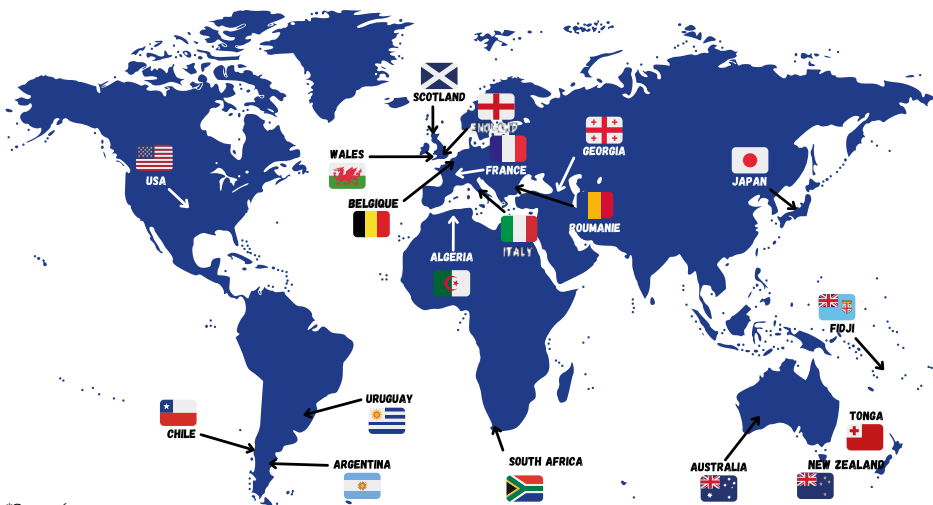 SCOTLAND
ENGLAND
WALES
GEORGIA
FRANCE
USA
JAPAN
BELGIQUE
ROUMANIE
ITALY
ALGERIA
FIDJI
URUGUAY
TONGA
CHILE
ARGENTINA
SOUTH AFRICA
AUSTRALIA
NEW ZEALAND